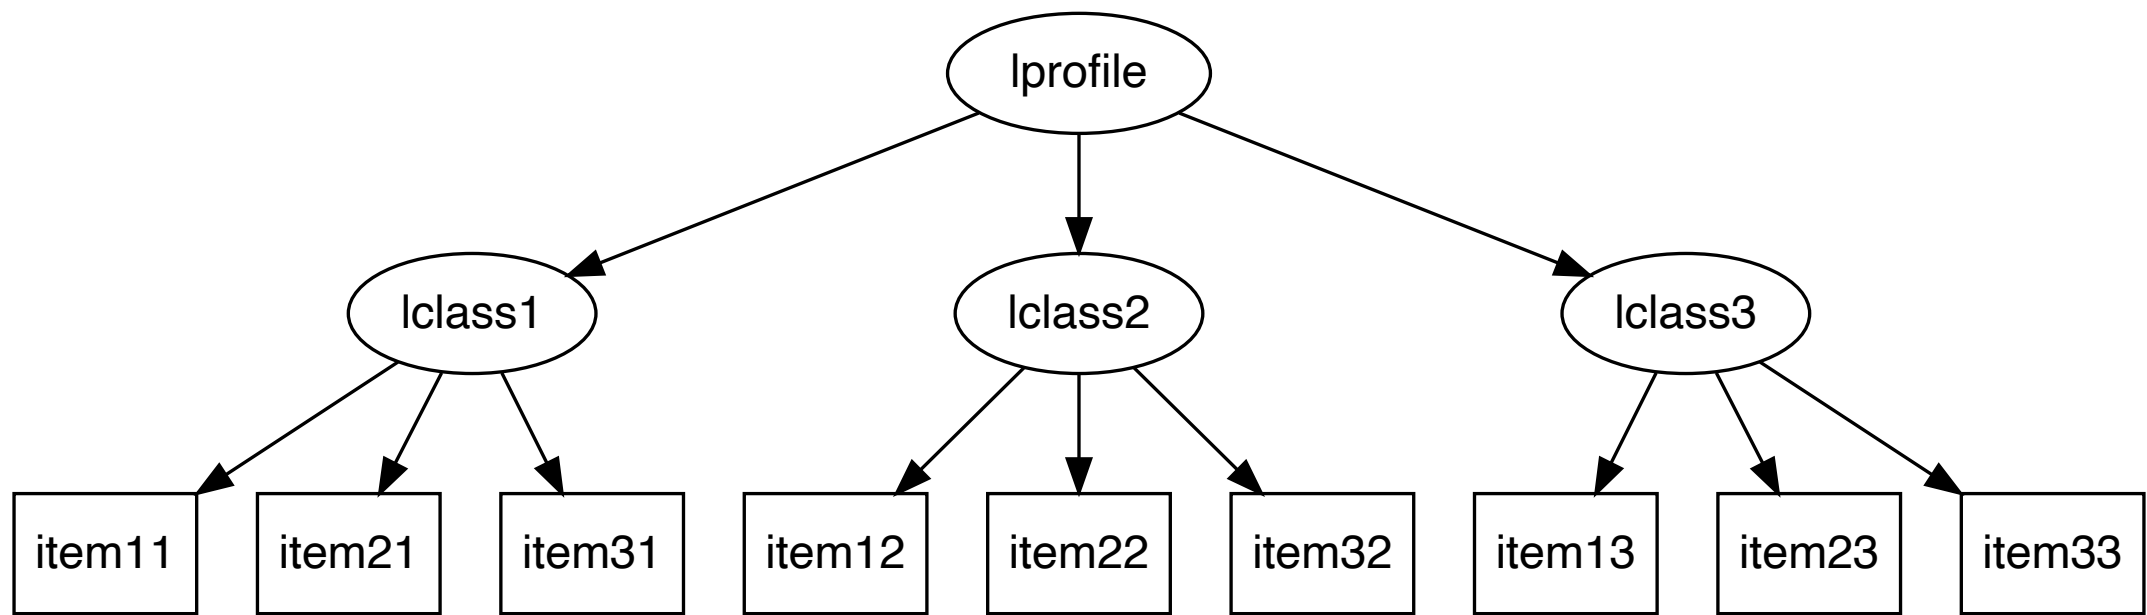 lprofile
lclass1 lclass2 lclass3
item11 item21 item31 item12 item22 item32 item13 item23 item33